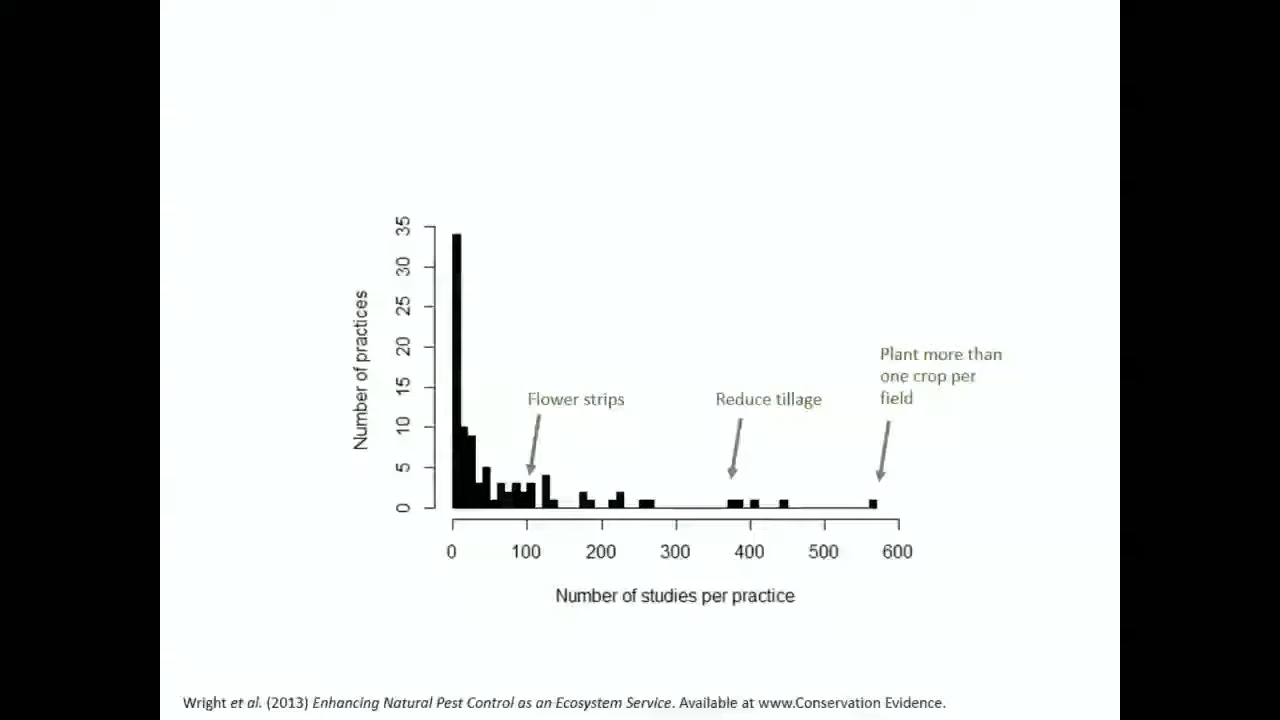 35
30
25
20
15
10
5
0
Number of practices
Plant more than
one crop per
field
Flower strips
Reduce tillage
0 100 200 300 400 500 600
Number of studies per practice
Wright et al. (2013) Enhancing Natural Pest Control as an Ecosystem Service. Available at www.Conservation Evidence.